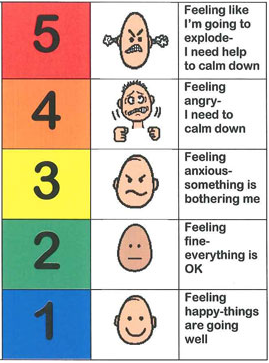 5
Feeling like
I'm going to
explode-
I need help
to calm down
4
Feeling
angry-
I need to
calm down
3
Feeling
anxious-
something is
bothering me
2
Feeling
fine-
everything is
OK
1
Feeling
happy-things
are going
well